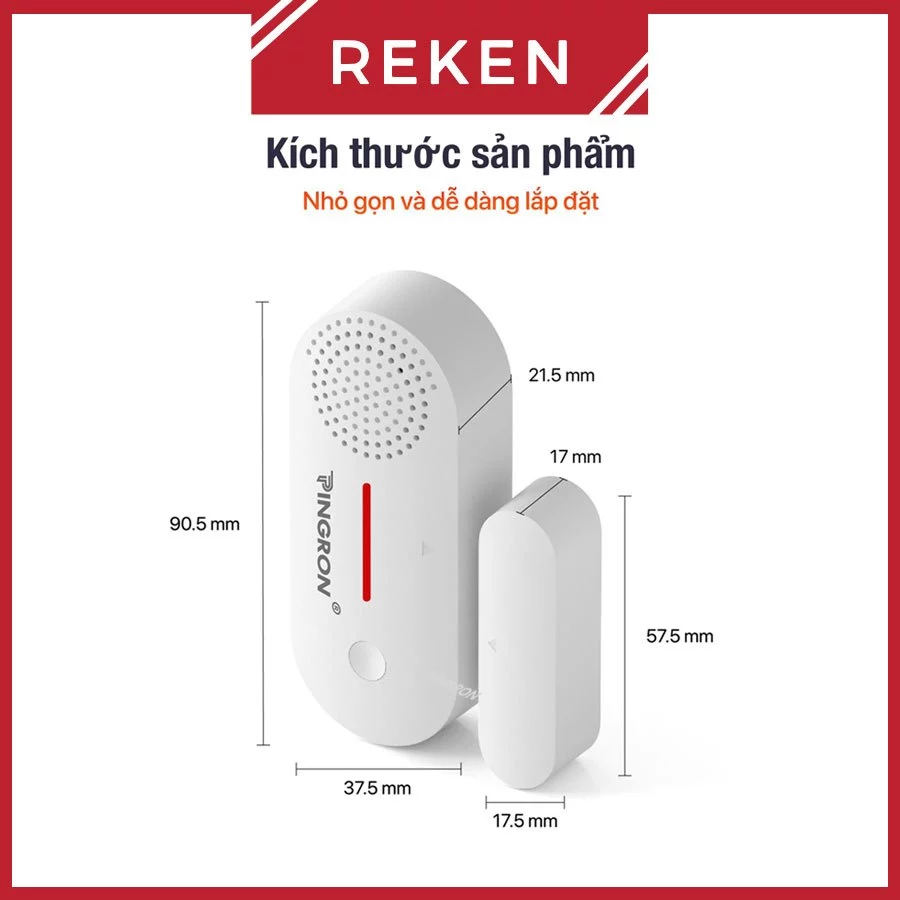 REKEN
Kích thước sản phẩm
Nhỏ gọn và dễ dàng lắp đặt
21.5 mm
17 mm
90.5 mm
PINGRON
®
57.5 mm
37.5 mm
17.5 mm